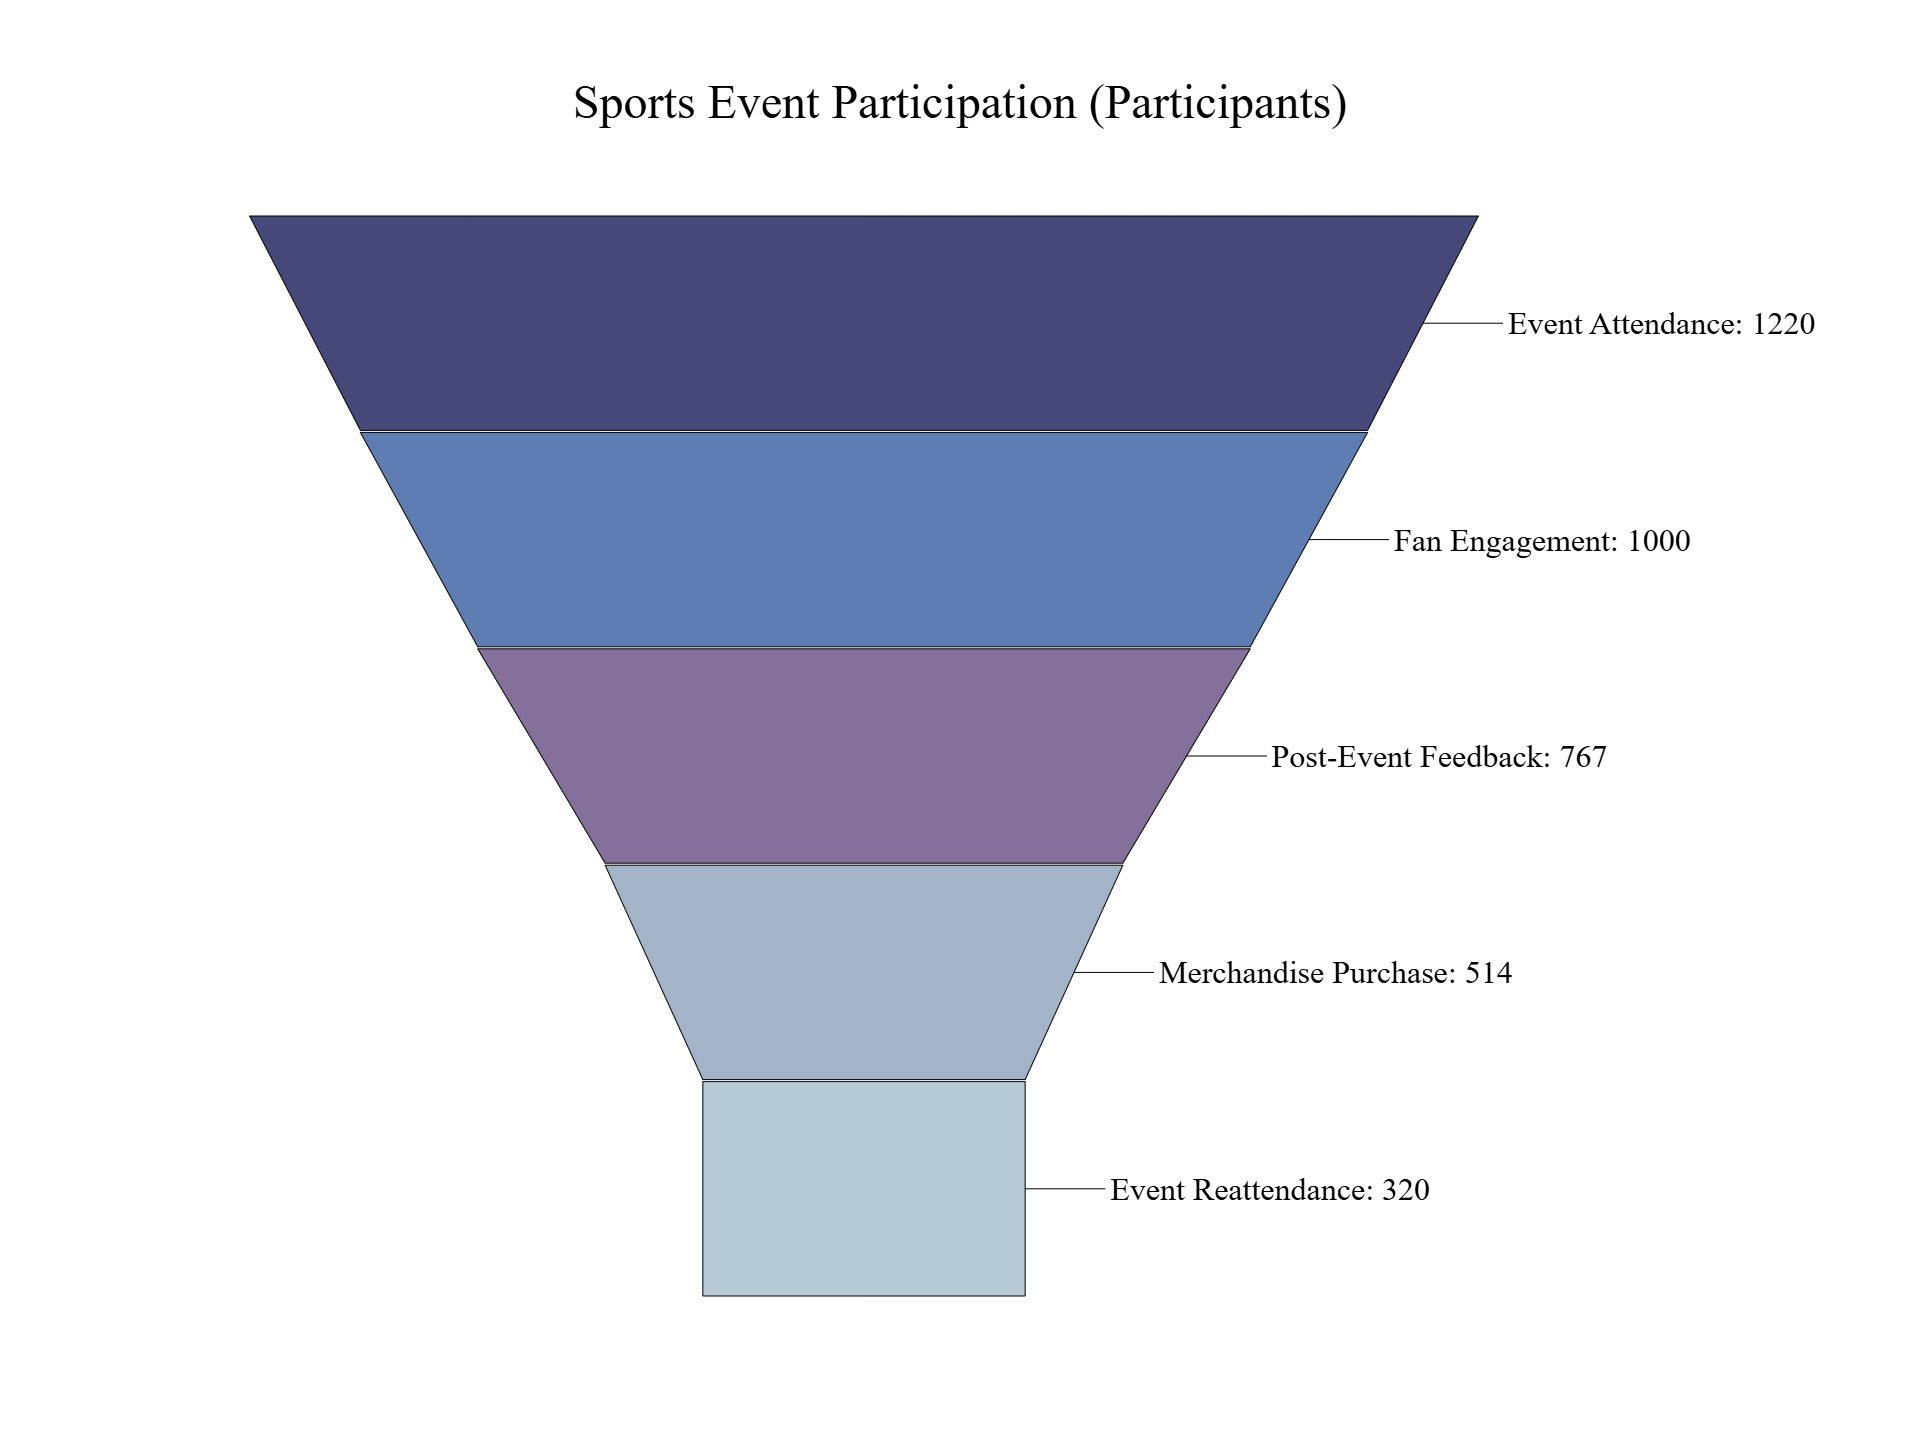 Sports Event Participation (Participants)
Event Attendance: 1220
Fan Engagement: 1000
Post-Event Feedback: 767
Merchandise Purchase: 514
Event Reattendance: 320